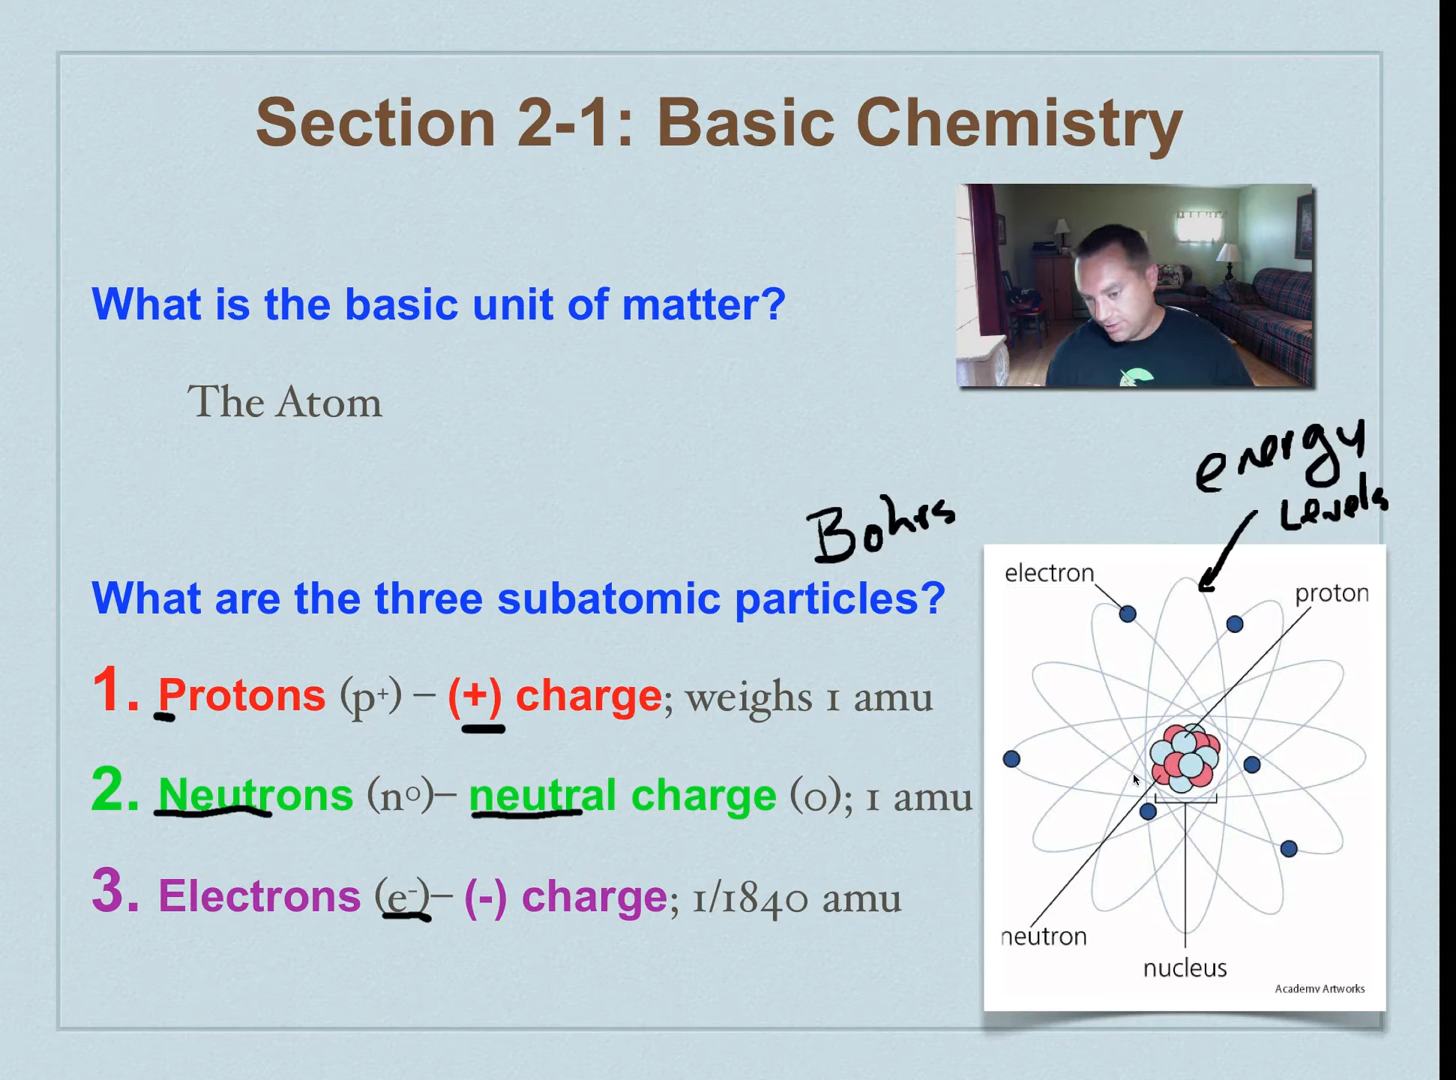 Section 2-1: Basic Chemistry
What is the basic unit of matter?
The Atom
energy
Levels
Bohrs
What are the three subatomic particles?
1. Protons (p⁺) – (+) charge; weighs 1 amu
2. Neutrons (n⁰)– neutral charge (0); 1 amu
3. Electrons (e⁻)– (-) charge; 1/1840 amu
electron
proton
neutron
nucleus
Academy Artworks